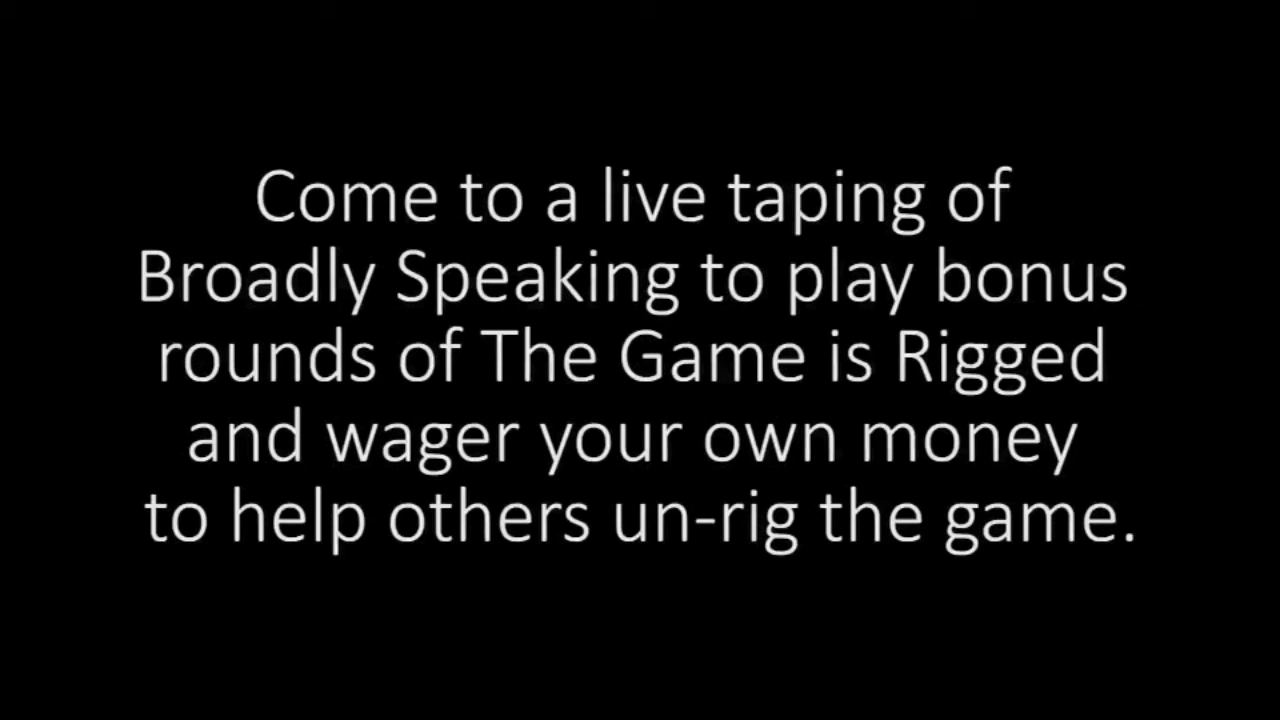 Come to a live taping of
Broadly Speaking to play bonus
rounds of The Game is Rigged
and wager your own money
to help others un-rig the game.